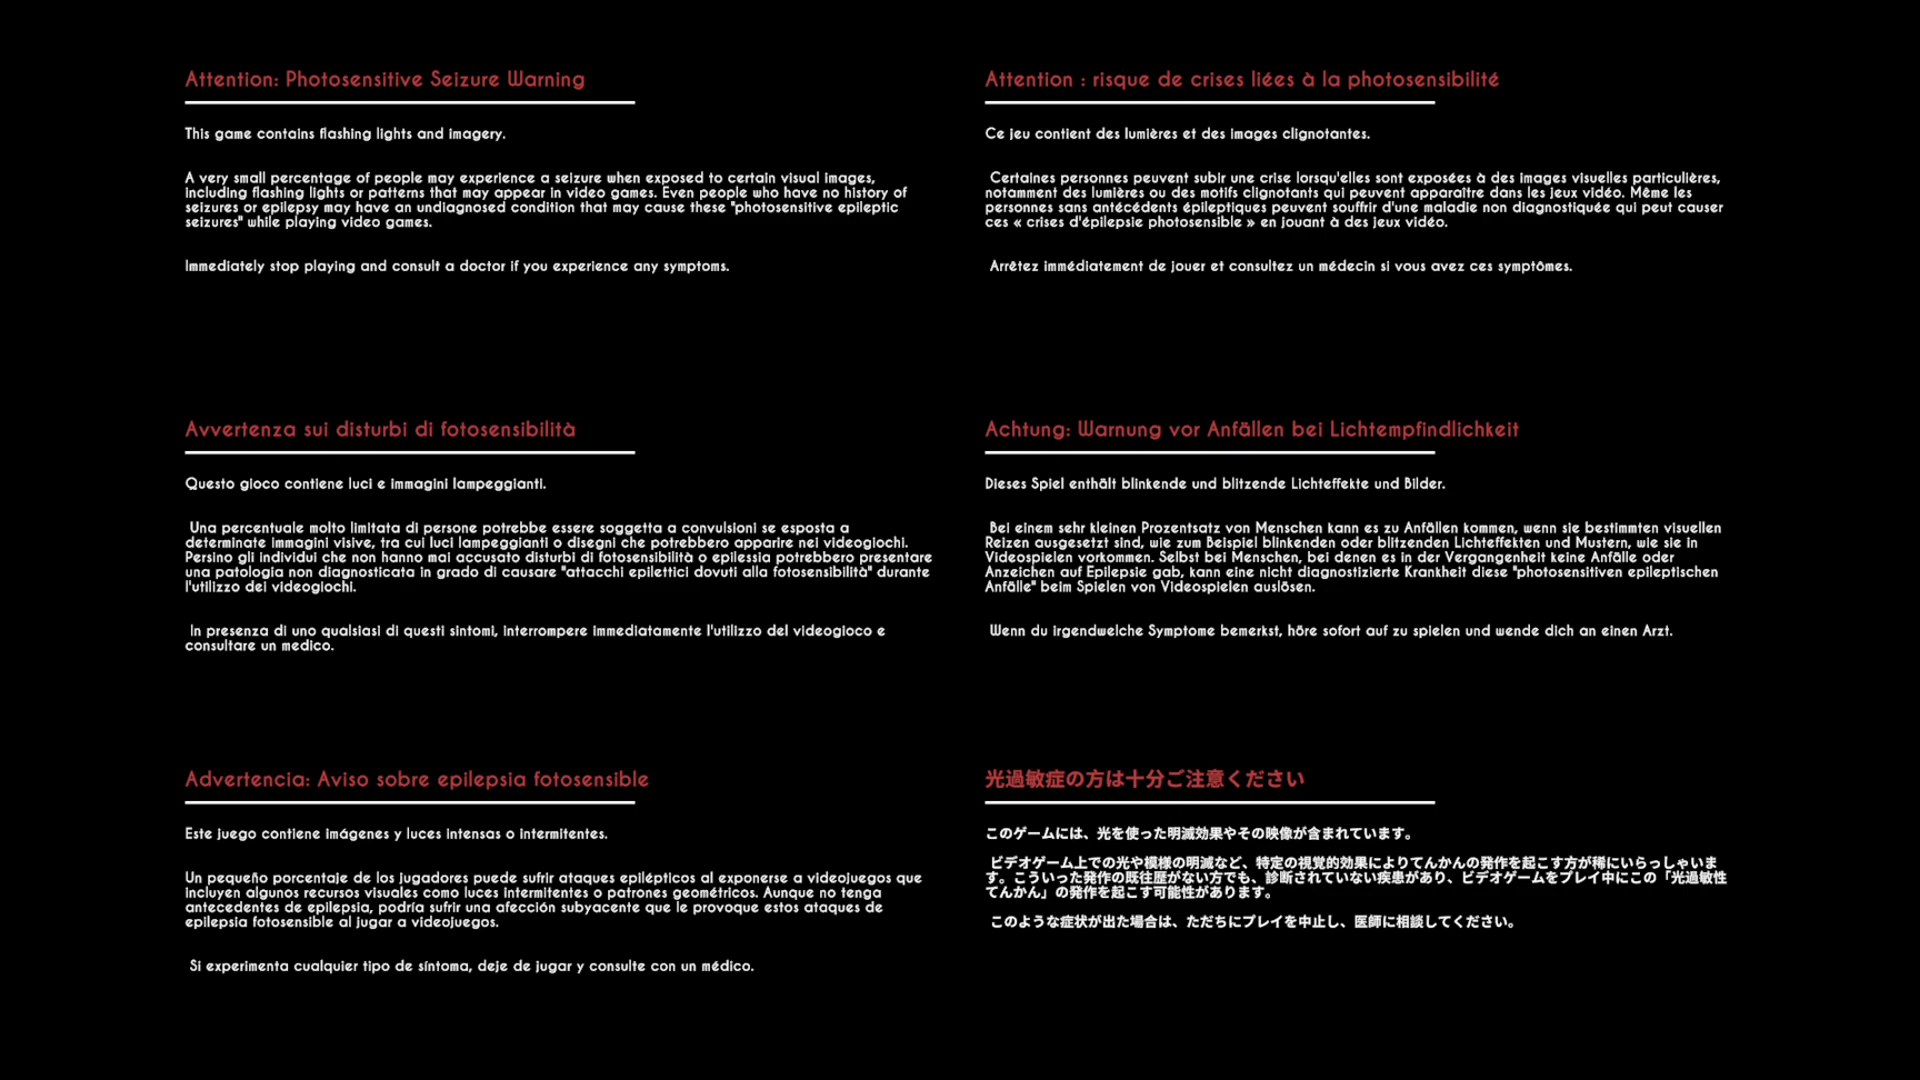 Attention: Photosensitive Seizure Warning
This game contains flashing lights and imagery.
A very small percentage of people may experience a seizure when exposed to certain visual images,
including flashing lights or patterns that may appear in video games. Even people who have no history of
seizures or epilepsy may have an undiagnosed condition that may cause these "photosensitive epileptic
seizures" while playing video games.
Immediately stop playing and consult a doctor if you experience any symptoms.
Attention : risque de crises liées à la photosensibilité
Ce jeu contient des lumières et des images clignotantes.
Certaines personnes peuvent subir une crise lorsqu'elles sont exposées à des images visuelles particulières,
notamment des lumières ou des motifs clignotants qui peuvent apparaître dans les jeux vidéo. Même les
personnes sans antécédents épileptiques peuvent souffrir d'une maladie non diagnostiquée qui peut causer
ces « crises d'épilepsie photosensible » en jouant à des jeux vidéo.
Arrêtez immédiatement de jouer et consultez un médecin si vous avez ces symptômes.
Avvertenza sui disturbi di fotosensibilità
Questo gioco contiene luci e immagini lampeggianti.
Una percentuale molto limitata di persone potrebbe essere soggetta a convulsioni se esposta a
determinate immagini visive, tra cui luci lampeggianti o disegni che potrebbero apparire nei videogiochi.
Persino gli individui che non hanno mai accusato disturbi di fotosensibilità o epilessia potrebbero presentare
una patologia non diagnosticata in grado di causare "attacchi epilettici dovuti alla fotosensibilità" durante
l'utilizzo dei videogiochi.
In presenza di uno qualsiasi di questi sintomi, interrompere immediatamente l'utilizzo del videogioco e
consultare un medico.
Achtung: Warnung vor Anfällen bei Lichtempfindlichkeit
Dieses Spiel enthält blinkende und blitzende Lichteffekte und Bilder.
Bei einem sehr kleinen Prozentsatz von Menschen kann es zu Anfällen kommen, wenn sie bestimmten visuellen
Reizen ausgesetzt sind, wie zum Beispiel blinkenden oder blitzenden Lichteffekten und Mustern, wie sie in
Videospielen vorkommen. Selbst bei Menschen, bei denen es in der Vergangenheit keine Anfälle oder
Anzeichen auf Epilepsie gab, kann eine nicht diagnostizierte Krankheit diese "photosensitiven epileptischen
Anfälle" beim Spielen von Videospielen auslösen.
Wenn du irgendwelche Symptome bemerkst, höre sofort auf zu spielen und wende dich an einen Arzt.
Advertencia: Aviso sobre epilepsia fotosensible
Este juego contiene imágenes y luces intensas o intermitentes.
Un pequeño porcentaje de los jugadores puede sufrir ataques epilépticos al exponerse a videojuegos que
incluyen algunos recursos visuales como luces intermitentes o patrones geométricos. Aunque no tenga
antecedentes de epilepsia, podría sufrir una afección subyacente que le provoque estos ataques de
epilepsia fotosensible al jugar a videojuegos.
Si experimenta cualquier tipo de síntoma, deje de jugar y consulte con un médico.
光過敏症の方は十分ご注意ください
このゲームには、光を使った明滅効果やその映像が含まれています。
ビデオゲーム上での光や模様の明滅など、特定の視覚的効果によりてんかんの発作を起こす方が稀にいらっしゃいま
す。こういった発作の既往歴がない方でも、診断されていない疾患があり、ビデオゲームをプレイ中にこの「光過敏性
てんかん」の発作を起こす可能性があります。
このような症状が出た場合は、ただちにプレイを中止し、医師に相談してください。